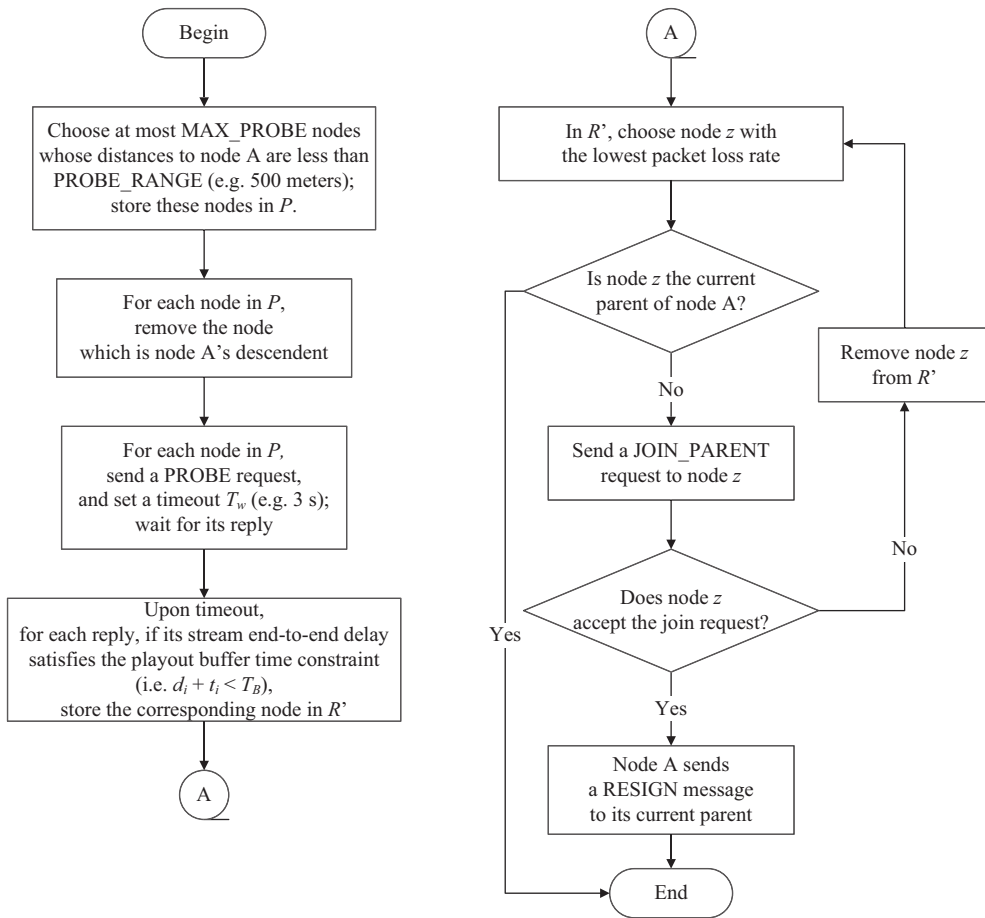 Begin
Choose at most MAX_PROBE nodes
whose distances to node A are less than
PROBE_RANGE (e.g. 500 meters);
store these nodes in P.
For each node in P,
remove the node
which is node A's descendent
For each node in P,
send a PROBE request,
and set a timeout Tw (e.g. 3 s);
wait for its reply
Upon timeout,
for each reply, if its stream end-to-end delay
satisfies the playout buffer time constraint
(i.e. di + ti < TB),
store the corresponding node in R’
A
A
In R’, choose node z with
the lowest packet loss rate
Is node z the current
parent of node A?
No
Yes
Send a JOIN_PARENT
request to node z
Does node z
accept the join request?
No
Remove node z
from R’
Yes
Node A sends
a RESIGN message
to its current parent
End